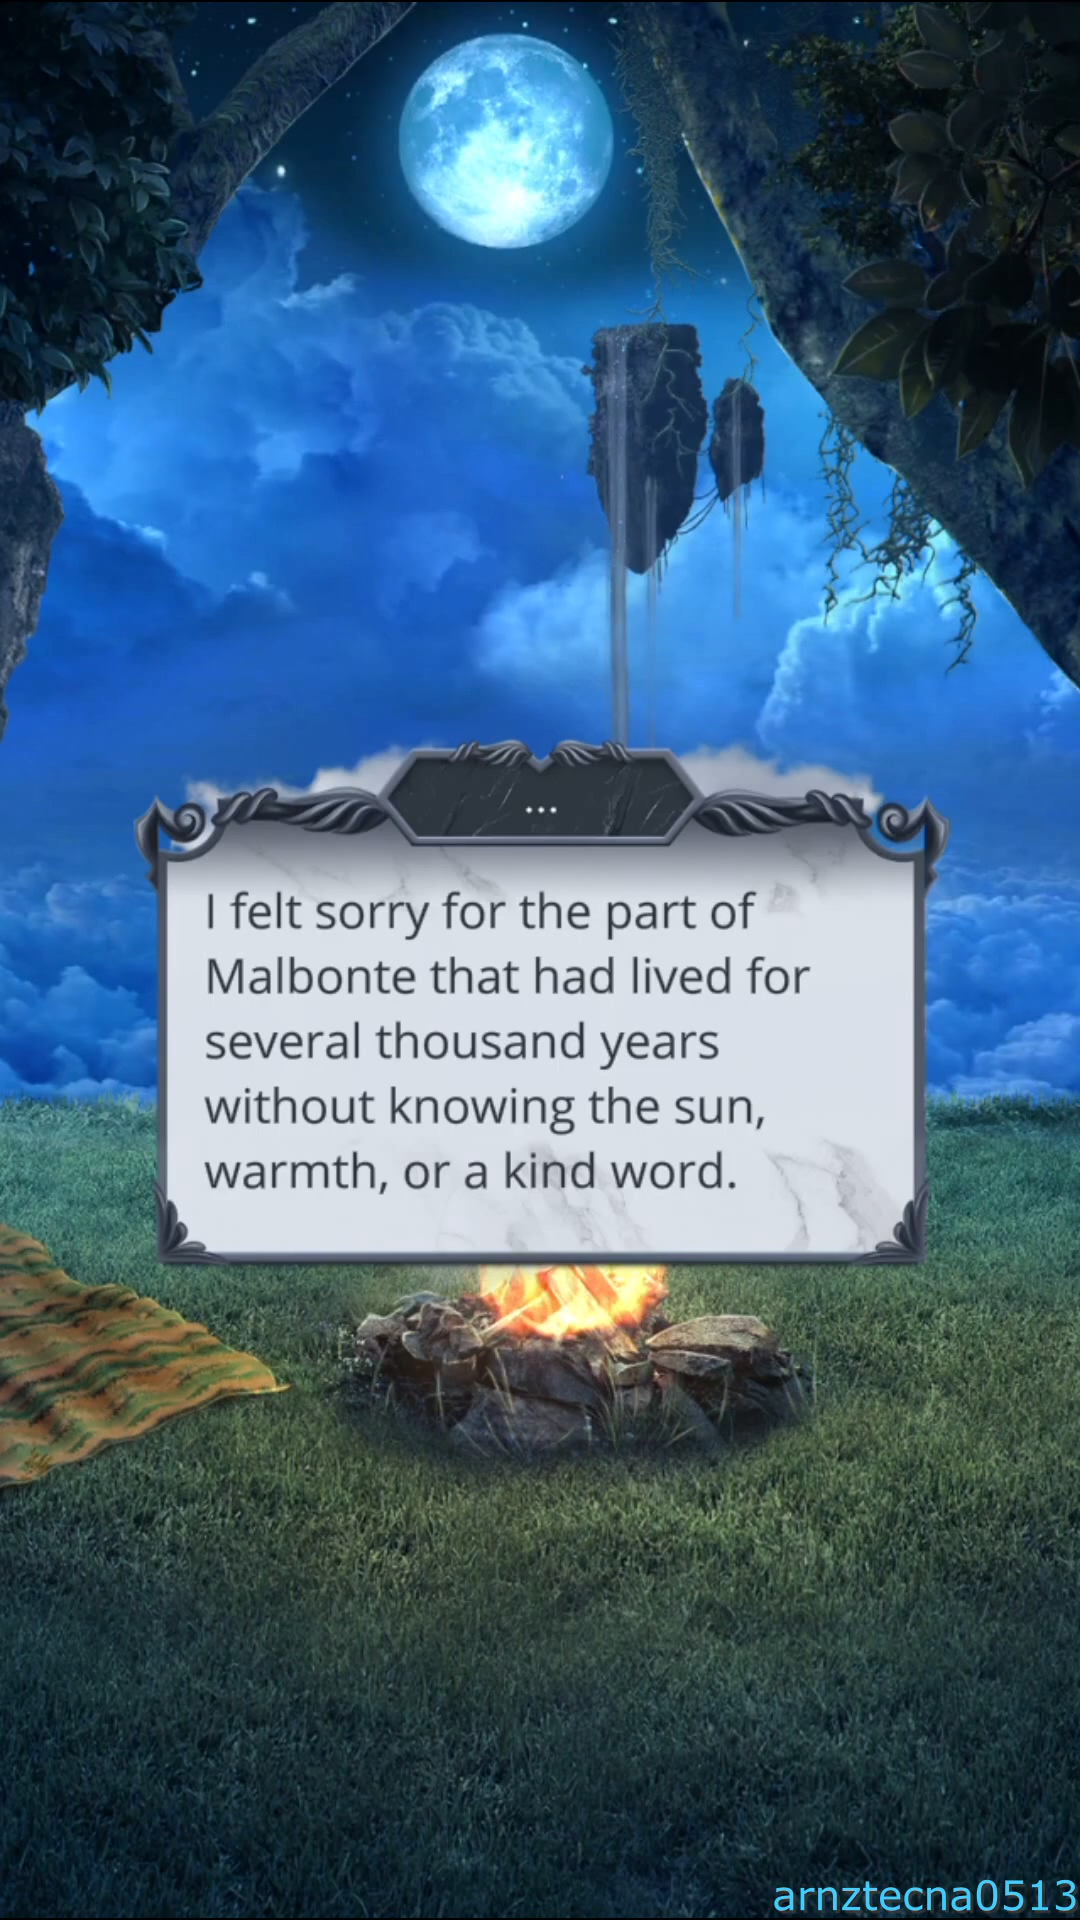 ...
I felt sorry for the part of
Malbonte that had lived for
several thousand years
without knowing the sun,
warmth, or a kind word.
arnztecna0513